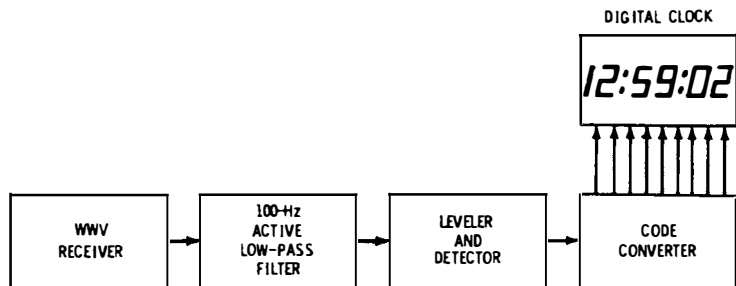 DIGITAL CLOCK
12:59:02
WWV
RECEIVER
100-Hz
ACTIVE
LOW-PASS
FILTER
LEVELER
AND
DETECTOR
CODE
CONVERTER